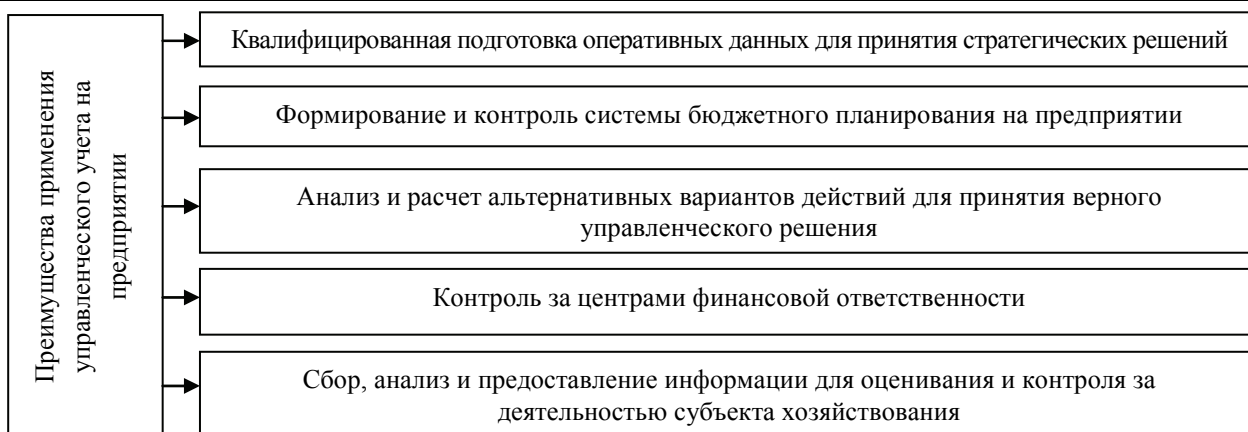 Преимущества применения
управленческого учета на
предприятии
Квалифицированная подготовка оперативных данных для принятия стратегических решений
Формирование и контроль системы бюджетного планирования на предприятии
Анализ и расчет альтернативных вариантов действий для принятия верного
управленческого решения
Контроль за центрами финансовой ответственности
Сбор, анализ и предоставление информации для оценивания и контроля за
деятельностью субъекта хозяйствования